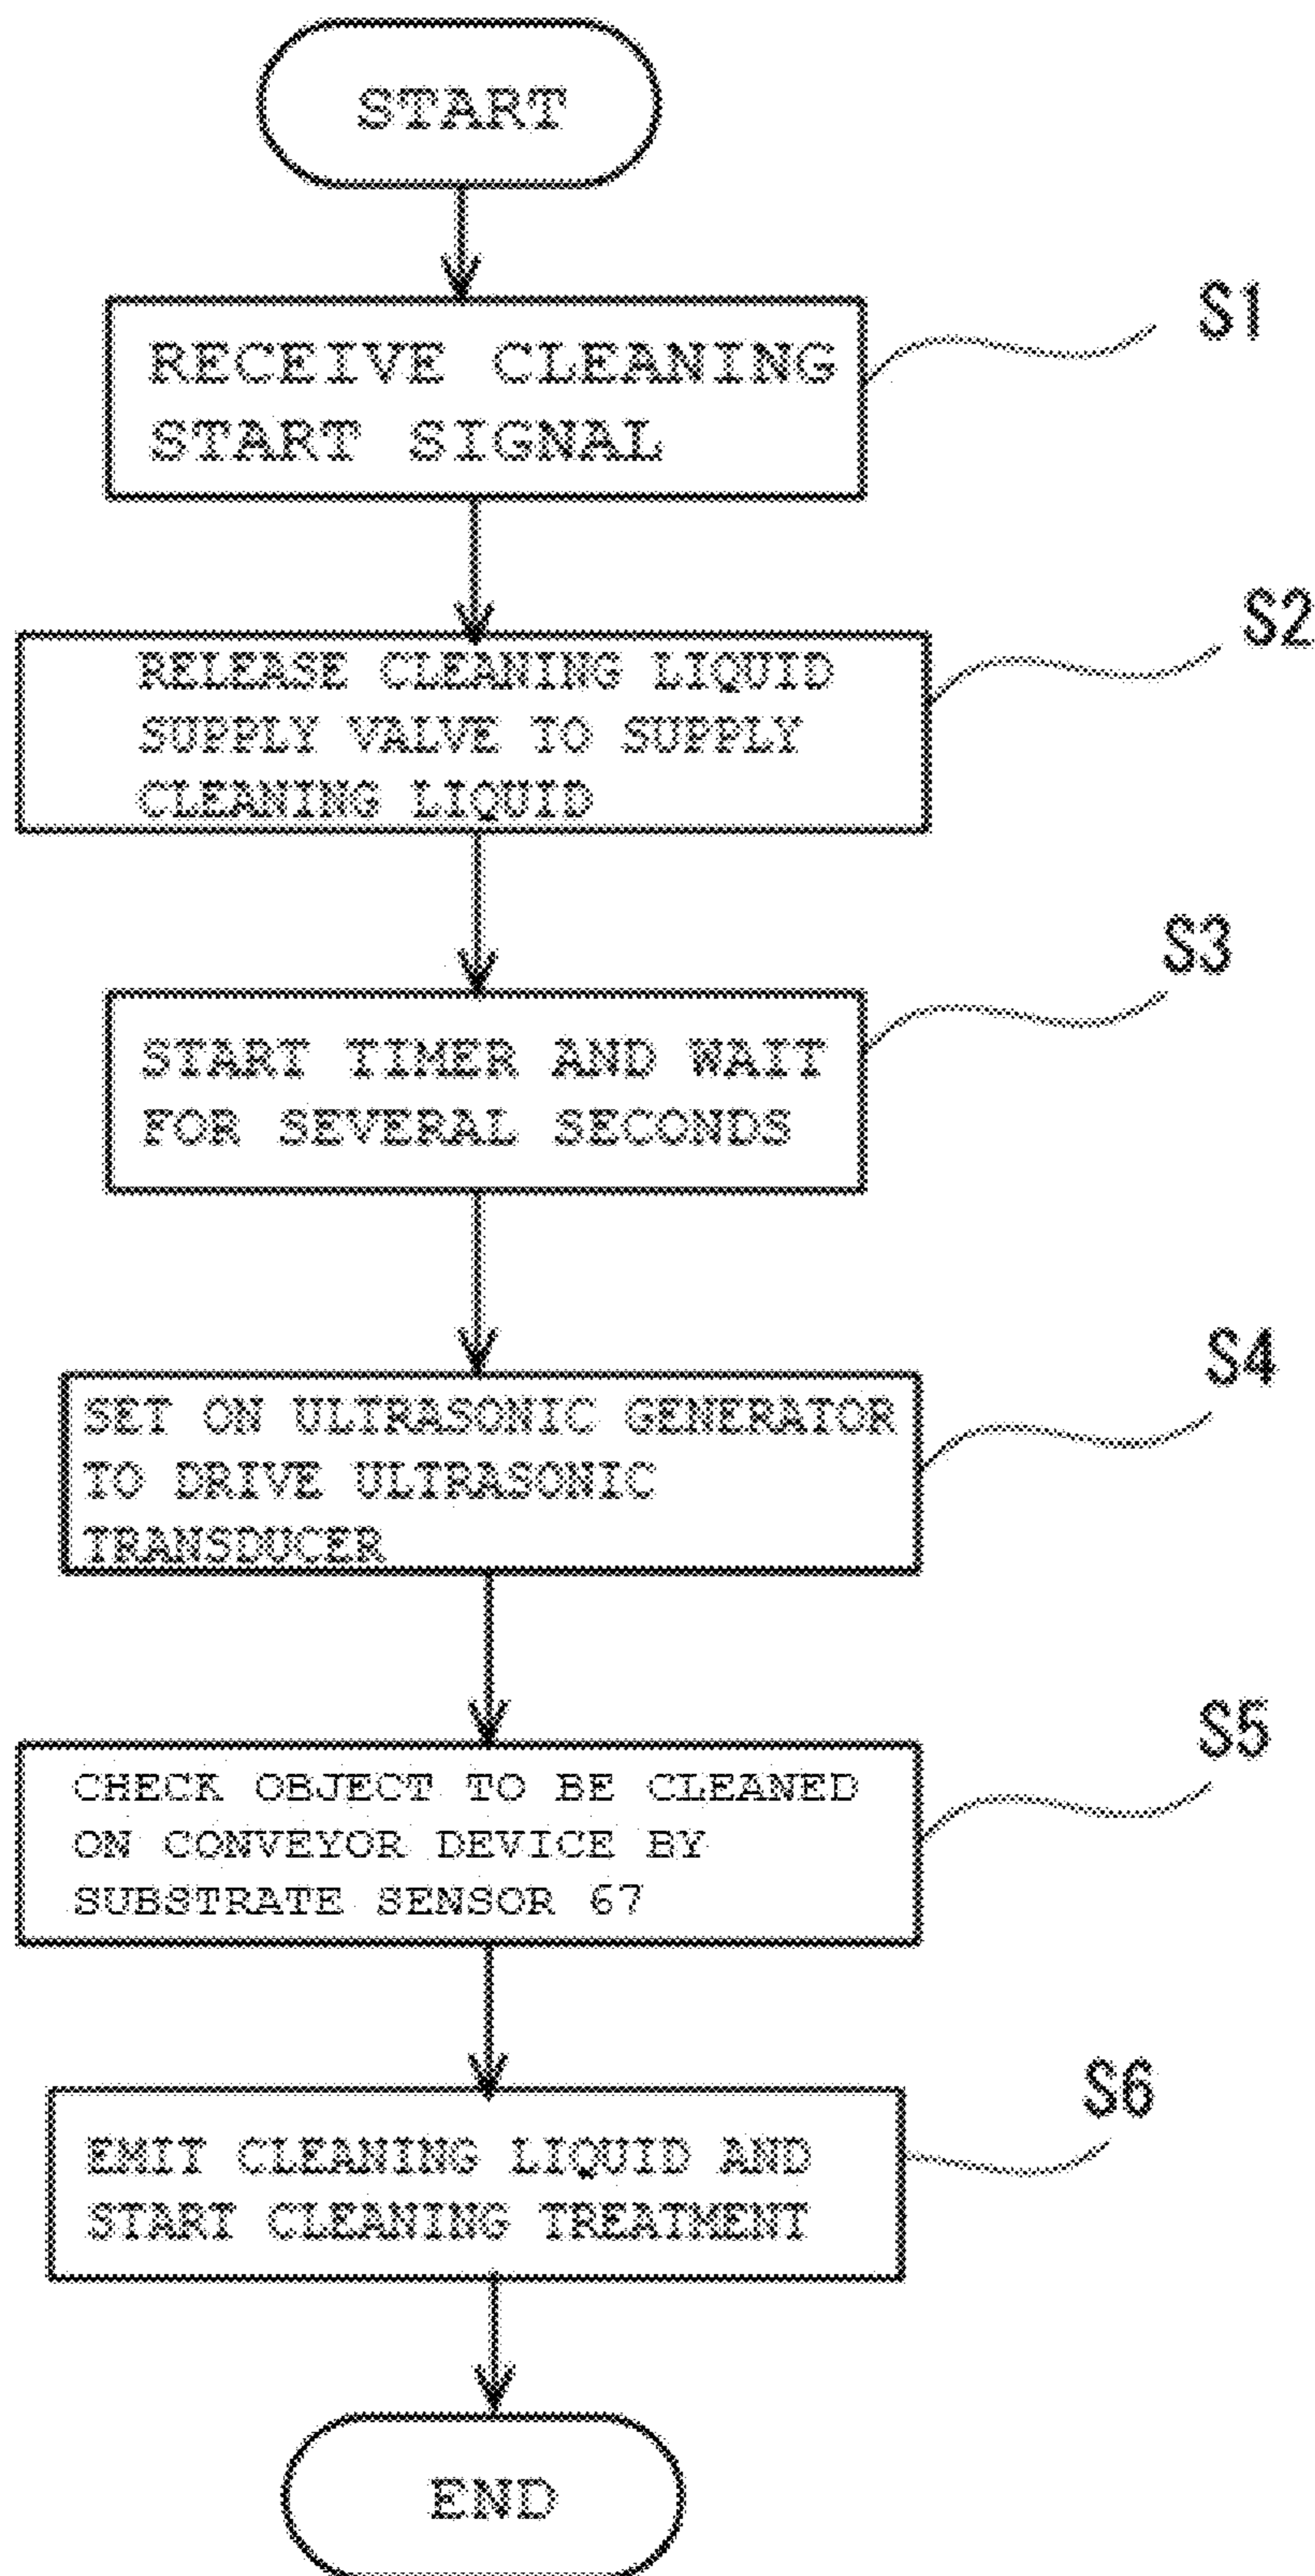 START
RECEIVE CLEANING
START SIGNAL
S1
RELEASE CLEANING LIQUID
SUPPLY VALVE TO SUPPLY
CLEANING LIQUID
S2
START TIMER AND WAIT
FOR SEVERAL SECONDS
S3
SET ON ULTRASONIC GENERATOR
TO DRIVE ULTRASONIC
TRANSDUCER
S4
CHECK OBJECT TO BE CLEANED
ON CONVEYOR DEVICE BY
SUBSTRATE SENSOR 67
S5
EMIT CLEANING LIQUID AND
START CLEANING TREATMENT
S6
END